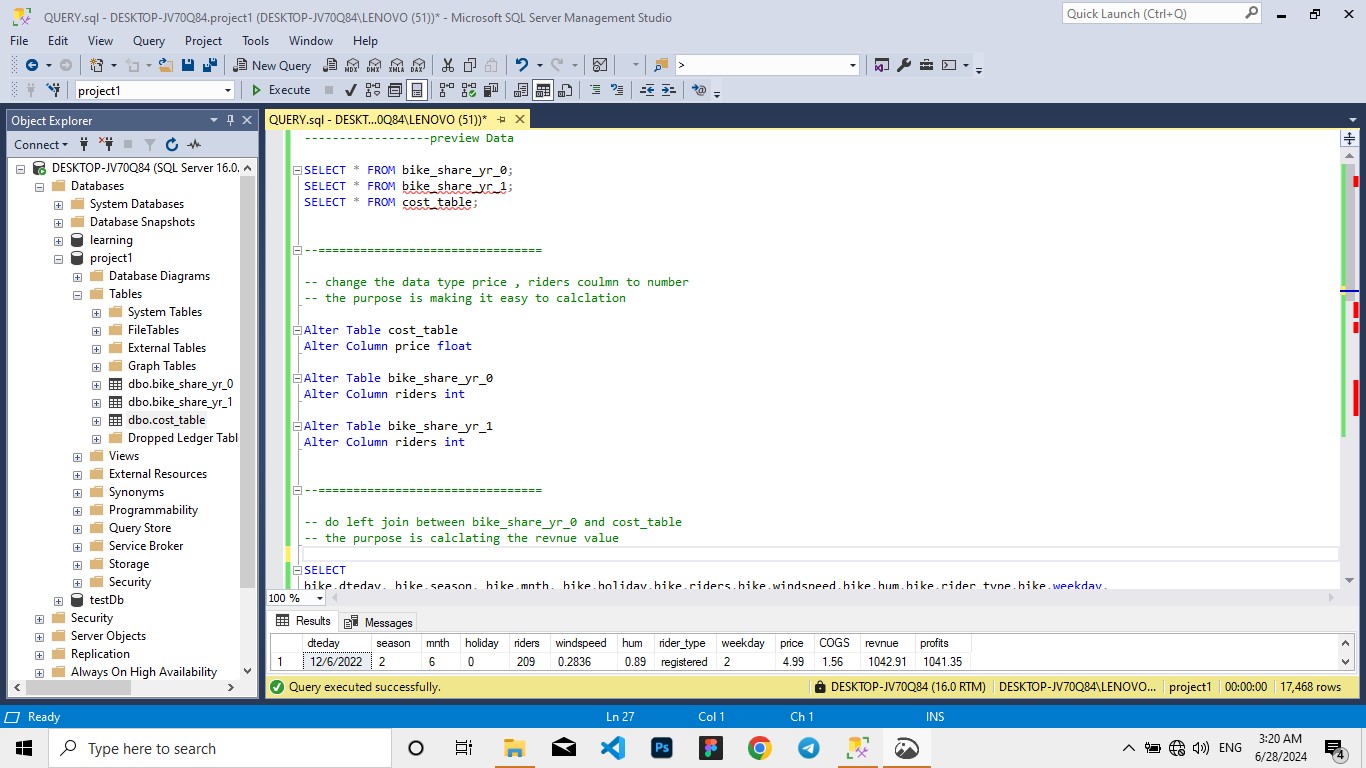 QUERY.sql - DESKTOP-JV70Q84.project1 (DESKTOP-JV70Q84\LENOVO (51))* - Microsoft SQL Server Management Studio
Quick Launch (Ctrl+Q)
File Edit View Query Project Tools Window Help
New Query MDX DMX XMLA DAX >
project1 Execute
Object Explorer
QUERY.sql - DESKT...0Q84\LENOVO (51))*
Connect
DESKTOP-JV70Q84 (SQL Server 16.0.
Databases
System Databases
Database Snapshots
learning
project1
Database Diagrams
Tables
System Tables
FileTables
External Tables
Graph Tables
dbo.bike_share_yr_0
dbo.bike_share_yr_1
dbo.cost_table
Dropped Ledger Tabl
Views
External Resources
Synonyms
Programmability
Query Store
Service Broker
Storage
Security
testDb
Security
Server Objects
Replication
Always On High Availability
------------------preview Data
SELECT * FROM bike_share_yr_0;
SELECT * FROM bike_share_yr_1;
SELECT * FROM cost_table;
--================================
-- change the data type price , riders coulmn to number
-- the purpose is making it easy to calclation
Alter Table cost_table
Alter Column price float
Alter Table bike_share_yr_0
Alter Column riders int
Alter Table bike_share_yr_1
Alter Column riders int
--================================
-- do left join between bike_share_yr_0 and cost_table
-- the purpose is calclating the revnue value
SELECT
bike.dteday, bike.season, bike.mnth, bike.holiday,bike.riders,bike.windspeed,bike.hum,bike.rider_type,bike.weekday,
100 %
Results Messages
dteday season mnth holiday riders windspeed hum rider_type weekday price COGS revnue profits
1 12/6/2022 2 6 0 209 0.2836 0.89 registered 2 4.99 1.56 1042.91 1041.35
Query executed successfully. DESKTOP-JV70Q84 (16.0 RTM) DESKTOP-JV70Q84\LENOVO... project1 00:00:00 17,468 rows
Ready Ln 27 Col 1 Ch 1 INS
Type here to search
Ps
ENG
3:20 AM
6/28/2024
4